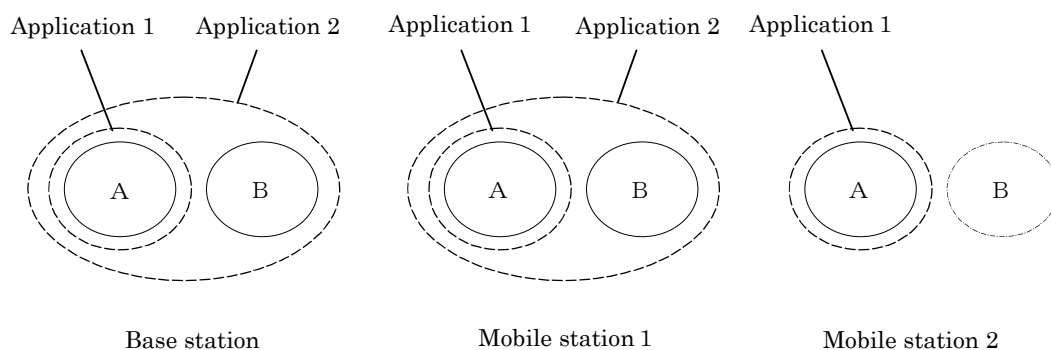 Application 1 Application 2 Application 1 Application 2 Application 1
A B A B A B
Base station Mobile station 1 Mobile station 2